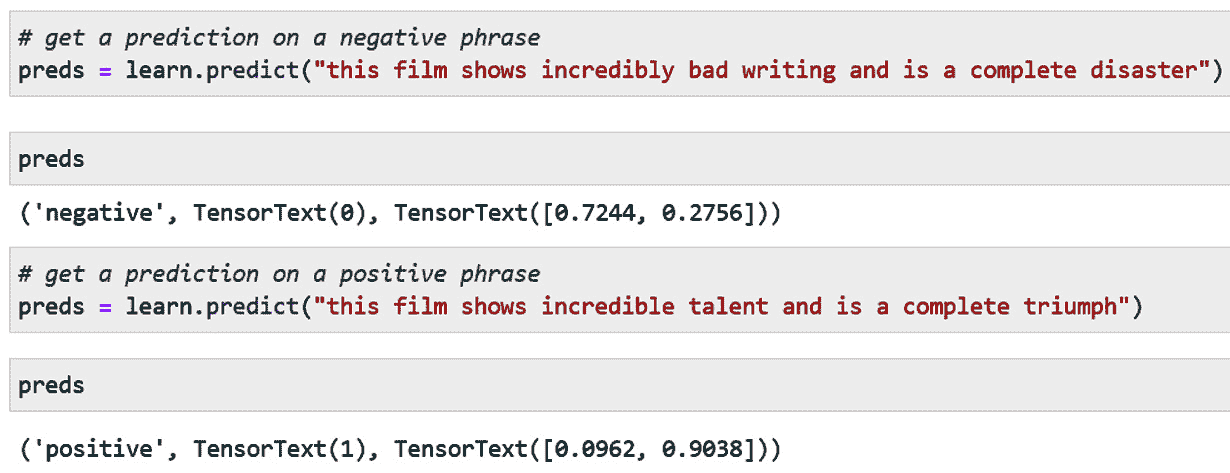 # get a prediction on a negative phrase
preds = learn.predict("this film shows incredibly bad writing and is a complete disaster")
preds
('negative', TensorText(0), TensorText([0.7244, 0.2756]))
# get a prediction on a positive phrase
preds = learn.predict("this film shows incredible talent and is a complete triumph")
preds
('positive', TensorText(1), TensorText([0.0962, 0.9038]))